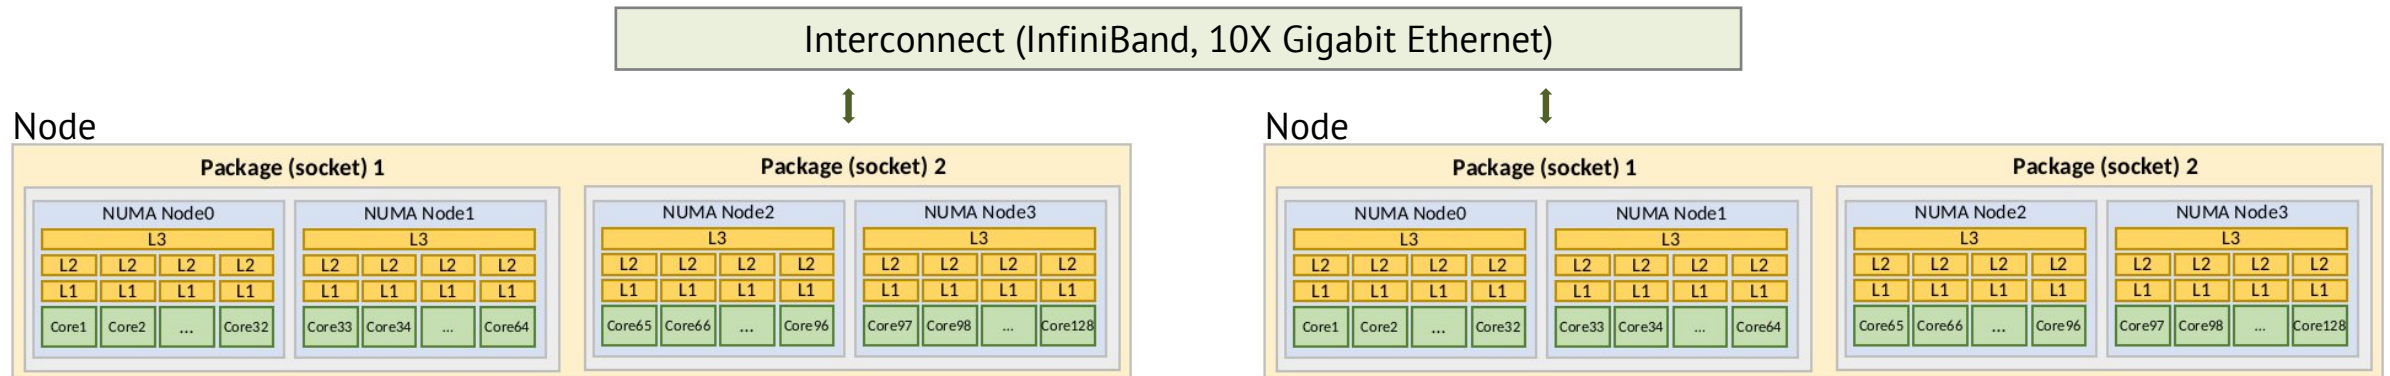 Interconnect (InfiniBand, 10X Gigabit Ethernet)
Node
Package (socket) 1
Package (socket) 2
NUMA Node0
L3
L2 L2 L2 L2
L1 L1 L1 L1
Core1 Core2 ... Core32
NUMA Node1
L3
L2 L2 L2 L2
L1 L1 L1 L1
Core33 Core34 ... Core64
NUMA Node2
L3
L2 L2 L2 L2
L1 L1 L1 L1
Core65 Core66 ... Core96
NUMA Node3
L3
L2 L2 L2 L2
L1 L1 L1 L1
Core97 Core98 ... Core128
Node
Package (socket) 1
Package (socket) 2
NUMA Node0
L3
L2 L2 L2 L2
L1 L1 L1 L1
Core1 Core2 ... Core32
NUMA Node1
L3
L2 L2 L2 L2
L1 L1 L1 L1
Core33 Core34 ... Core64
NUMA Node2
L3
L2 L2 L2 L2
L1 L1 L1 L1
Core65 Core66 ... Core96
NUMA Node3
L3
L2 L2 L2 L2
L1 L1 L1 L1
Core97 Core98 ... Core128